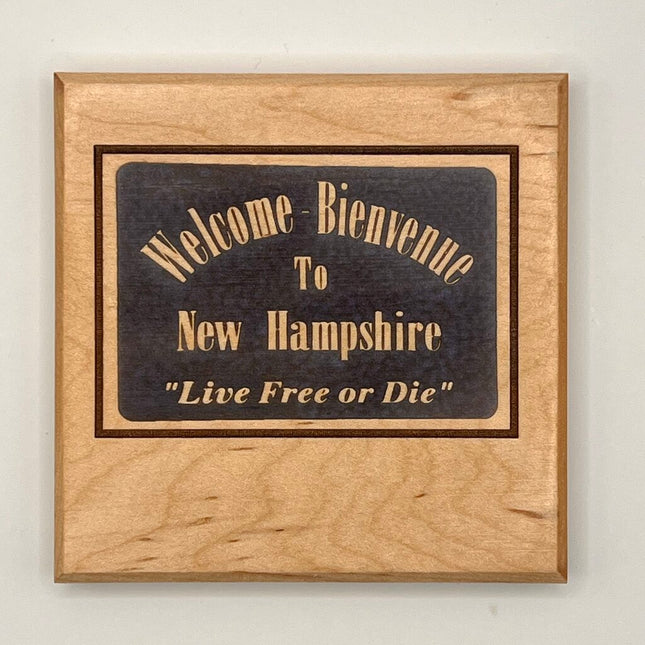 Welcome - Bienvenue
To
New Hampshire
"Live Free or Die"